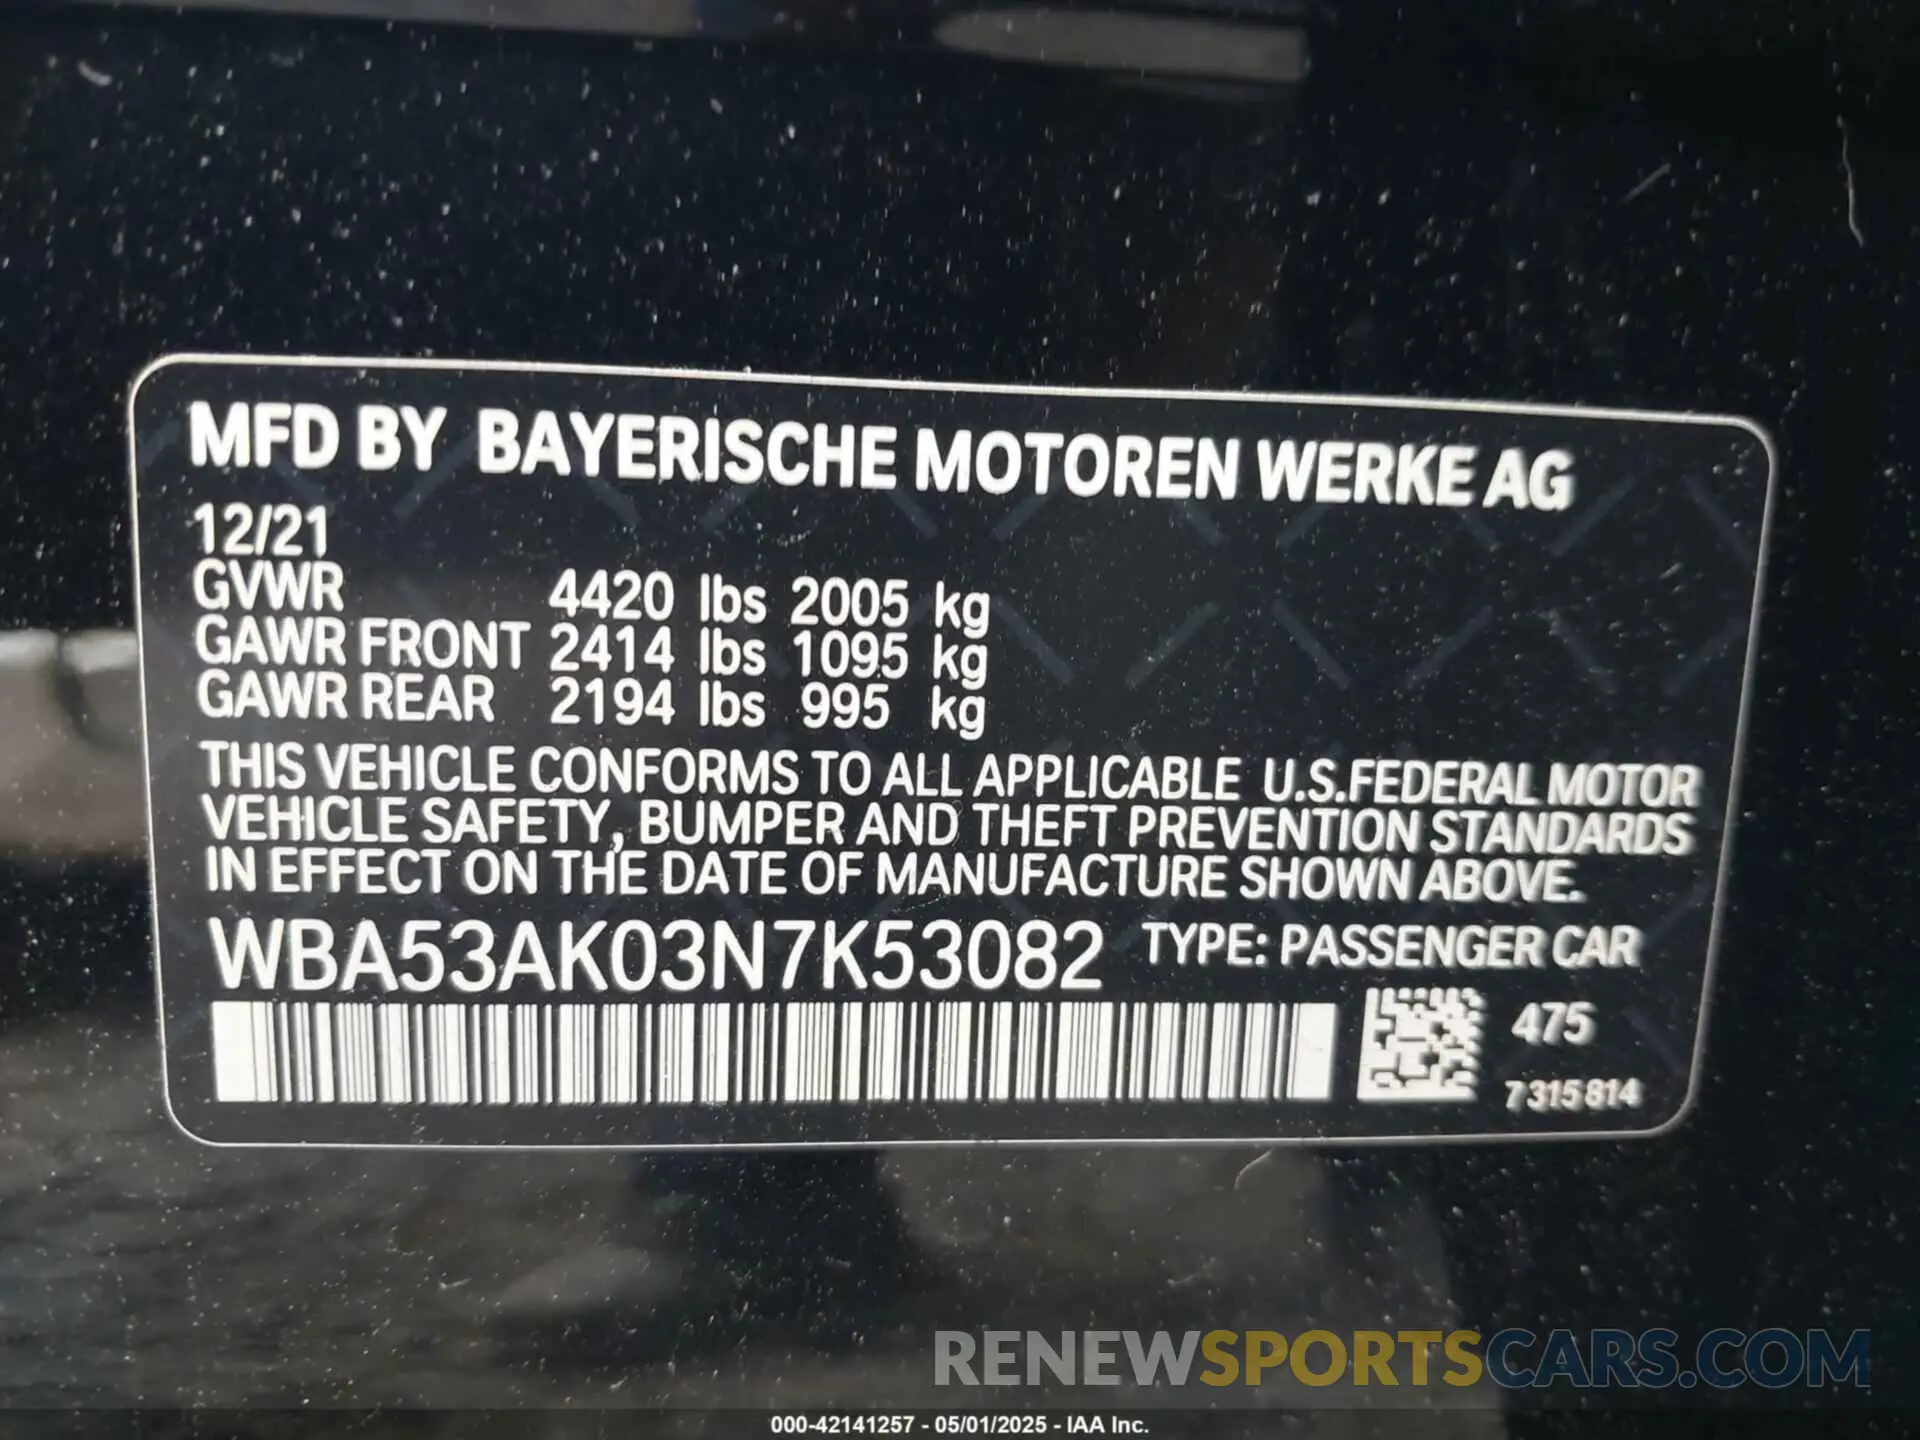 MFD BY BAYERISCHE MOTOREN WERKE AG
12/21
GVWR 4420 lbs 2005 kg
GAWR FRONT 2414 lbs 1095 kg
GAWR REAR 2194 lbs 995 kg
THIS VEHICLE CONFORMS TO ALL APPLICABLE U.S.FEDERAL MOTOR
VEHICLE SAFETY, BUMPER AND THEFT PREVENTION STANDARDS
IN EFFECT ON THE DATE OF MANUFACTURE SHOWN ABOVE.
WBA53AK03N7K53082 TYPE: PASSENGER CAR
475
7315814
RENEWSPORTSCARS.COM
000-42141257 - 05/01/2025 - IAA Inc.